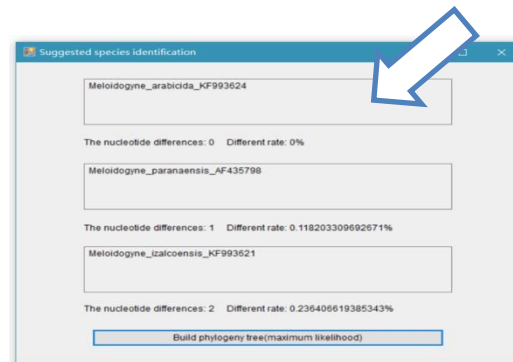 Suggested species identification
Meloidogyne_arabicida_KF993624
The nucleotide differences: 0 Different rate: 0%
Meloidogyne_paranaensis_AF435798
The nucleotide differences: 1 Different rate: 0.118203309692671%
Meloidogyne_izalcoensis_KF993621
The nucleotide differences: 2 Different rate: 0.236406619385343%
Build phylogeny tree(maximum likelihood)